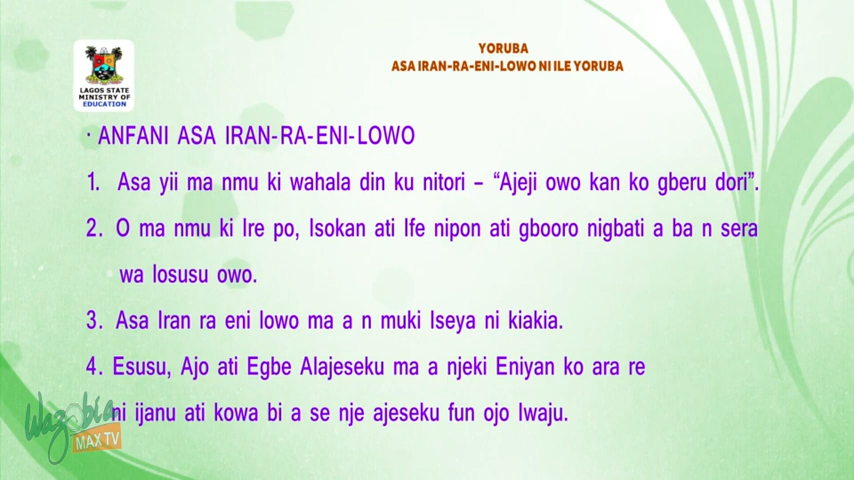 YORUBA
ASA IRAN-RA-ENI-LOWO NI ILE YORUBA
LAGOS STATE
MINISTRY OF
EDUCATION
· ANFANI ASA IRAN-RA-ENI-LOWO
1. Asa yii ma nmu ki wahala din ku nitori – “Ajeji owo kan ko gberu dori”.
2. O ma nmu ki Ire po, Isokan ati Ife nipon ati gbooro nigbati a ba n sera
wa losusu owo.
3. Asa Iran ra eni lowo ma a n muki Iseya ni kiakia.
4. Esusu, Ajo ati Egbe Alajeseku ma a njeki Eniyan ko ara re
ni ijanu ati kowa bi a se nje ajeseku fun ojo Iwaju.
Wazobia
MAX TV